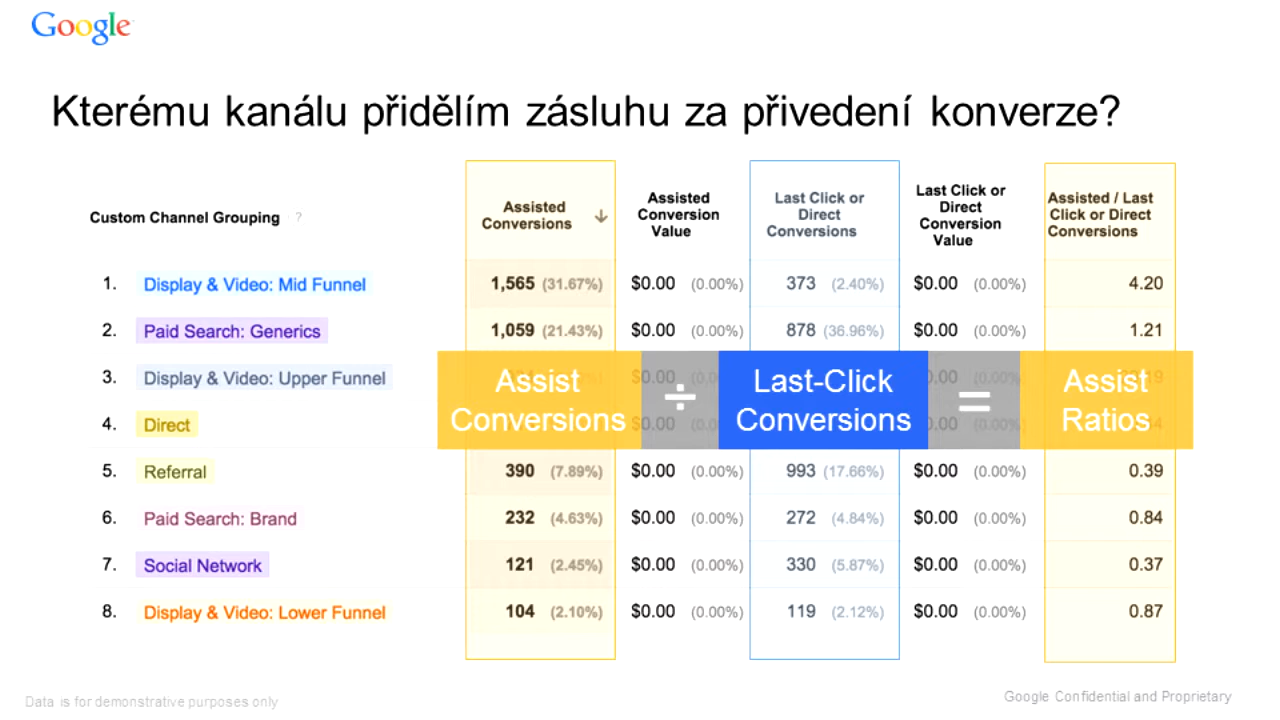 Google
Kterému kanálu přidělím zásluhu za přivedení konverze?
Custom Channel Grouping ?
Assisted
Conversions
Assisted
Conversion
Value
Last Click or
Direct
Conversions
Last Click or
Direct
Conversion
Value
Assisted / Last
Click or Direct
Conversions
1. Display & Video: Mid Funnel 1,565 (31.67%) $0.00 (0.00%) 373 (2.40%) $0.00 (0.00%) 4.20
2. Paid Search: Generics 1,059 (21.43%) $0.00 (0.00%) 878 (36.96%) $0.00 (0.00%) 1.21
3. Display & Video: Upper Funnel
4. Direct
Assist
Conversions
÷
Last-Click
Conversions
=
Assist
Ratios
5. Referral 390 (7.89%) $0.00 (0.00%) 993 (17.66%) $0.00 (0.00%) 0.39
6. Paid Search: Brand 232 (4.63%) $0.00 (0.00%) 272 (4.84%) $0.00 (0.00%) 0.84
7. Social Network 121 (2.45%) $0.00 (0.00%) 330 (5.87%) $0.00 (0.00%) 0.37
8. Display & Video: Lower Funnel 104 (2.10%) $0.00 (0.00%) 119 (2.12%) $0.00 (0.00%) 0.87
Data is for demonstrative purposes only
Google Confidential and Proprietary